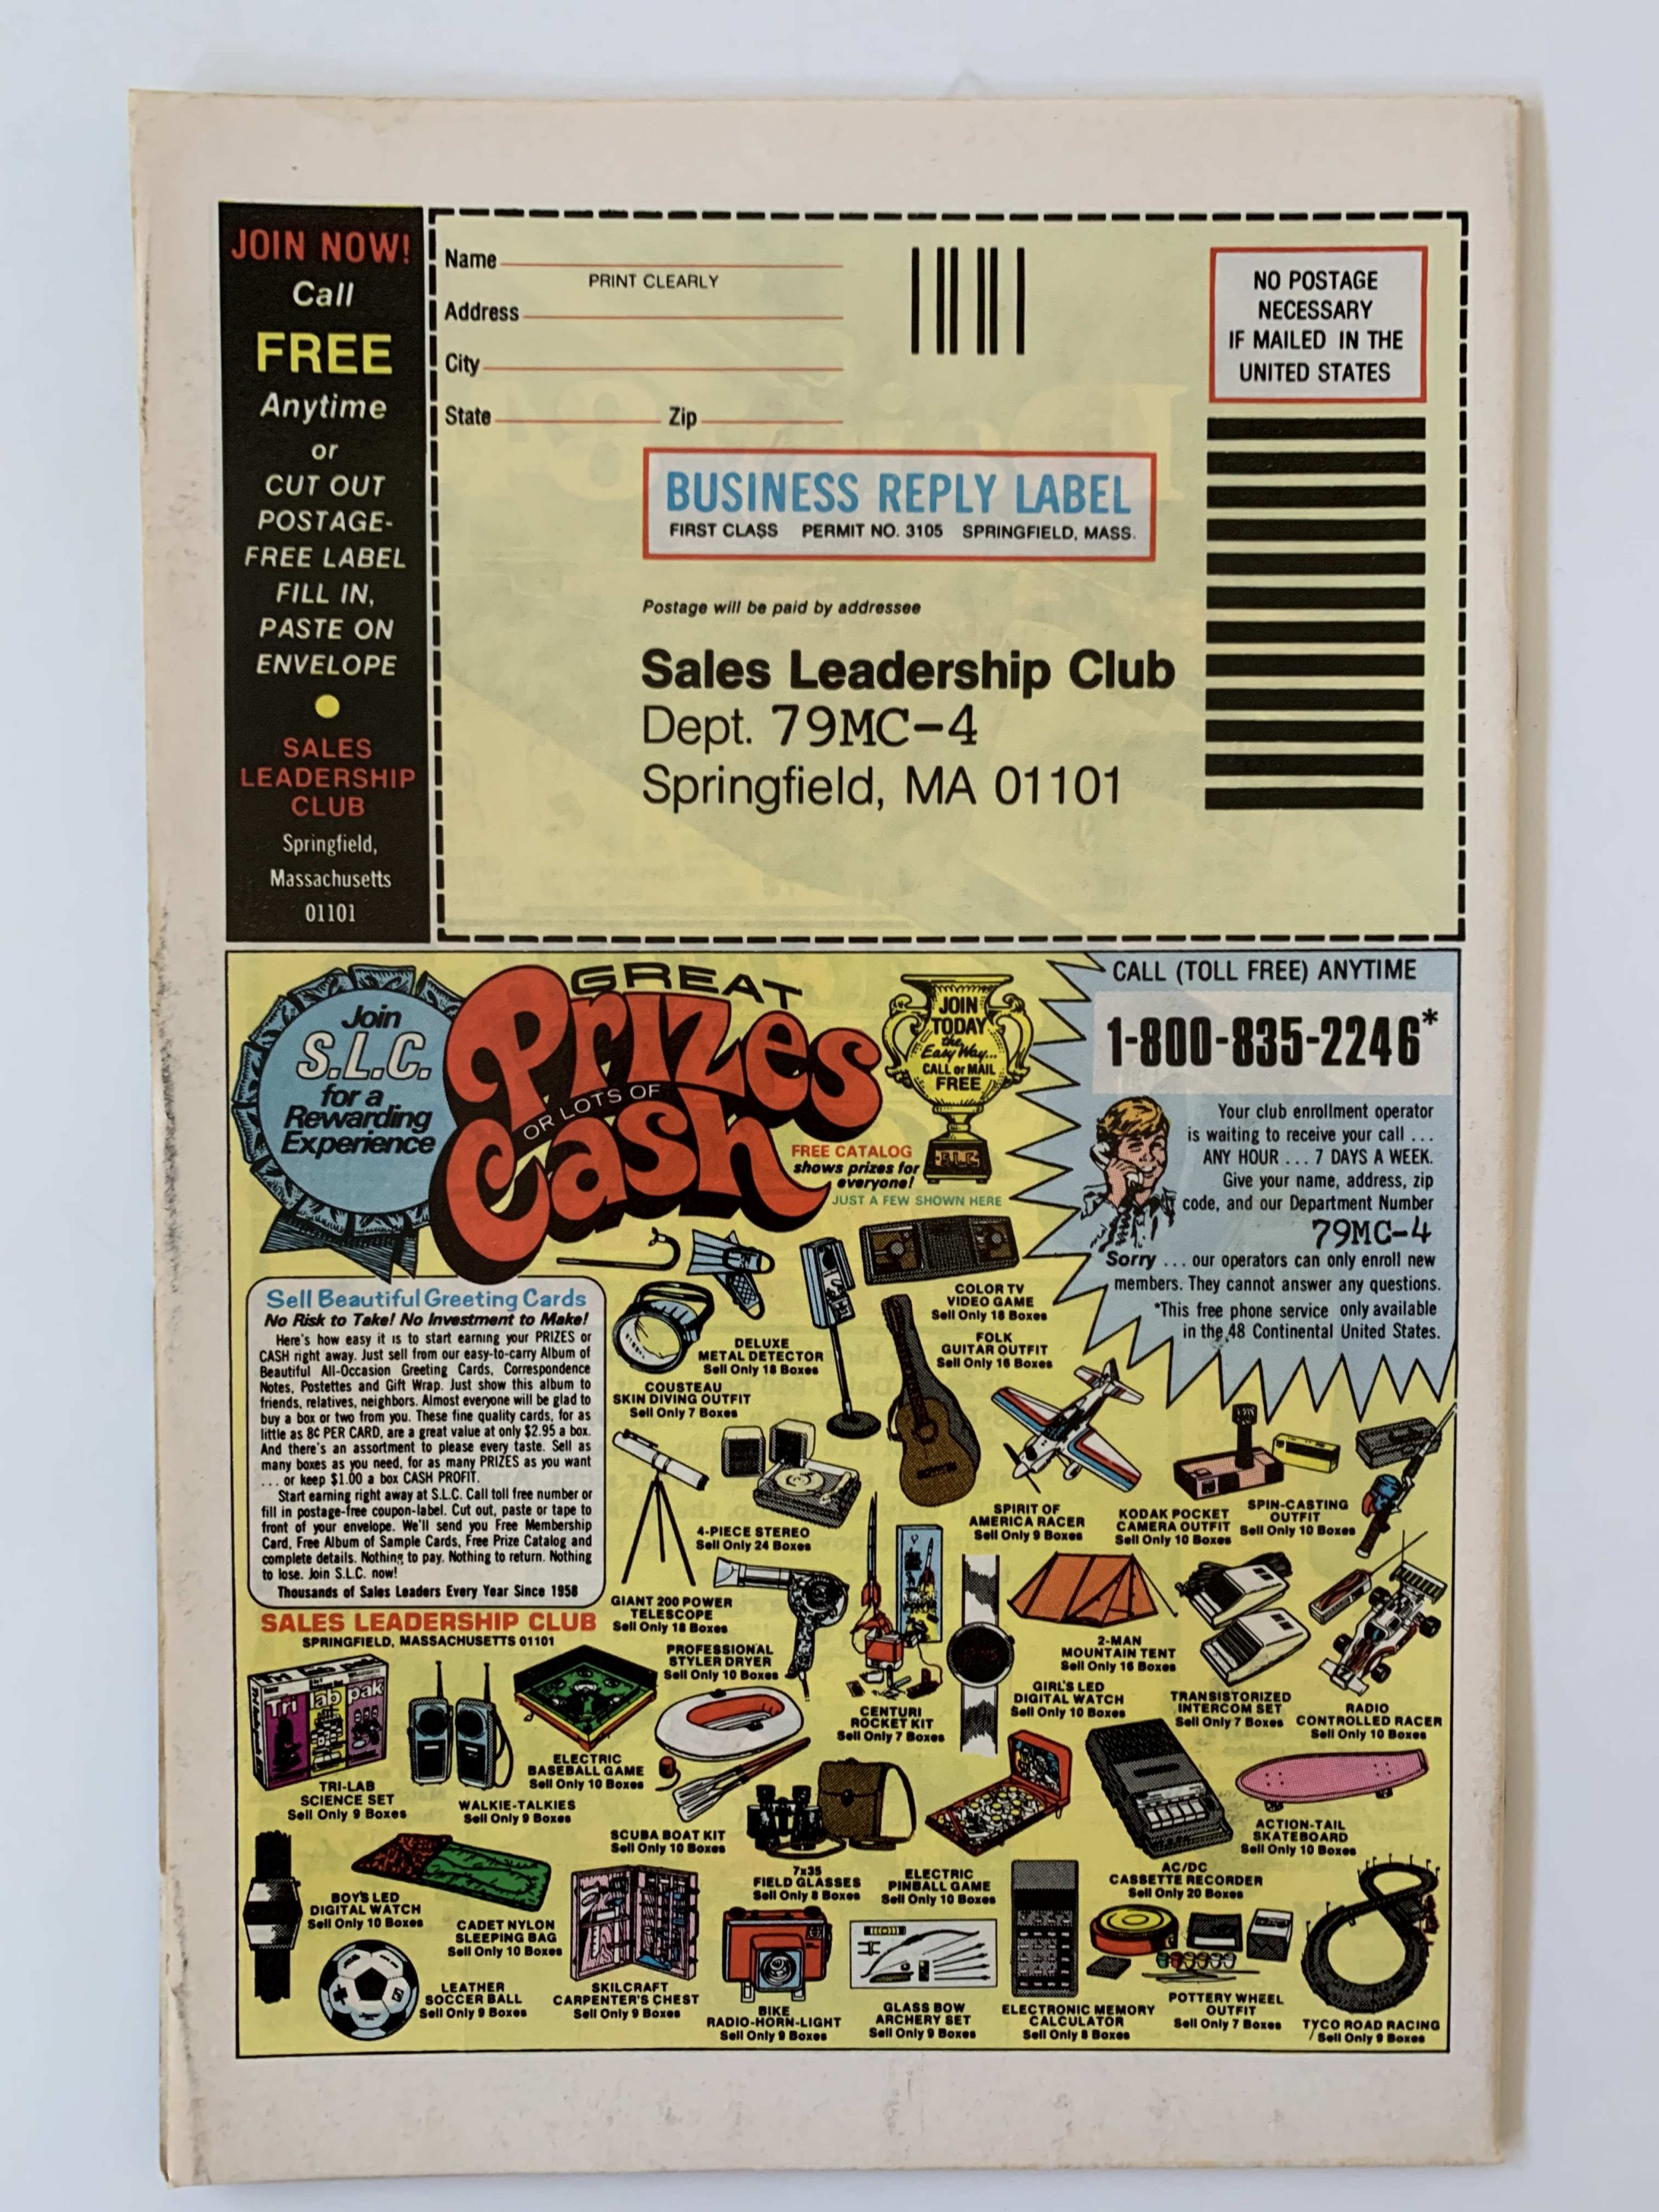 JOIN NOW!
Call
FREE
Anytime
or
CUT OUT
POSTAGE-
FREE LABEL
FILL IN,
PASTE ON
ENVELOPE
SALES
LEADERSHIP
CLUB
Springfield,
Massachusetts
01101
Name
PRINT CLEARLY
Address
City
State Zip
NO POSTAGE
NECESSARY
IF MAILED IN THE
UNITED STATES
BUSINESS REPLY LABEL
FIRST CLASS PERMIT NO. 3105 SPRINGFIELD, MASS.
Postage will be paid by addressee
Sales Leadership Club
Dept. 79MC-4
Springfield, MA 01101
Join
S.L.C.
for a
Rewarding
Experience
GREAT
Prizes
OR LOTS OF
Cash
JOIN
TODAY
the
Easy Way...
CALL or MAIL
FREE
S.L.C.
FREE CATALOG
shows prizes for
everyone!
JUST A FEW SHOWN HERE
CALL (TOLL FREE) ANYTIME
1-800-835-2246*
Your club enrollment operator
is waiting to receive your call ...
ANY HOUR ... 7 DAYS A WEEK.
Give your name, address, zip
code, and our Department Number
79MC-4
Sorry ... our operators can only enroll new
members. They cannot answer any questions.
*This free phone service only available
in the 48 Continental United States.
Sell Beautiful Greeting Cards
No Risk to Take! No Investment to Make!
Here's how easy it is to start earning your PRIZES or
CASH right away. Just sell from our easy-to-carry Album of
Beautiful All-Occasion Greeting Cards, Correspondence
Notes, Postettes and Gift Wrap. Just show this album to
friends, relatives, neighbors. Almost everyone will be glad to
buy a box or two from you. These fine quality cards, for as
little as 8¢ PER CARD, are a great value at only $2.95 a box.
And there's an assortment to please every taste. Sell as
many boxes as you need, for as many PRIZES as you want
... or keep $1.00 a box CASH PROFIT.
Start earning right away at S.L.C. Call toll free number or
fill in postage-free coupon-label. Cut out, paste or tape to
front of your envelope. We'll send you Free Membership
Card, Free Album of Sample Cards, Free Prize Catalog and
complete details. Nothing to pay. Nothing to return. Nothing
to lose. Join S.L.C. now!
Thousands of Sales Leaders Every Year Since 1958
SALES LEADERSHIP CLUB
SPRINGFIELD, MASSACHUSETTS 01101
COLOR TV
VIDEO GAME
Sell Only 18 Boxes
DELUXE
METAL DETECTOR
Sell Only 18 Boxes
FOLK
GUITAR OUTFIT
Sell Only 16 Boxes
COUSTEAU
SKIN DIVING OUTFIT
Sell Only 7 Boxes
4-PIECE STEREO
Sell Only 24 Boxes
SPIRIT OF
AMERICA RACER
Sell Only 9 Boxes
KODAK POCKET
CAMERA OUTFIT
Sell Only 10 Boxes
SPIN-CASTING
OUTFIT
Sell Only 10 Boxes
GIANT 200 POWER
TELESCOPE
Sell Only 18 Boxes
PROFESSIONAL
STYLER DRYER
Sell Only 10 Boxes
CENTURI
ROCKET KIT
Sell Only 7 Boxes
GIRL'S LED
DIGITAL WATCH
Sell Only 10 Boxes
2-MAN
MOUNTAIN TENT
Sell Only 16 Boxes
TRANSISTORIZED
INTERCOM SET
Sell Only 7 Boxes
RADIO
CONTROLLED RACER
Sell Only 10 Boxes
Tri lab pak
TRI-LAB
SCIENCE SET
Sell Only 9 Boxes
WALKIE-TALKIES
Sell Only 9 Boxes
ELECTRIC
BASEBALL GAME
Sell Only 10 Boxes
SCUBA BOAT KIT
Sell Only 10 Boxes
7x35
FIELD GLASSES
Sell Only 8 Boxes
ELECTRIC
PINBALL GAME
Sell Only 10 Boxes
AC/DC
CASSETTE RECORDER
Sell Only 20 Boxes
ACTION-TAIL
SKATEBOARD
Sell Only 10 Boxes
BOY'S LED
DIGITAL WATCH
Sell Only 10 Boxes
CADET NYLON
SLEEPING BAG
Sell Only 10 Boxes
LEATHER
SOCCER BALL
Sell Only 9 Boxes
SKILCRAFT
CARPENTER'S CHEST
Sell Only 9 Boxes
BIKE
RADIO-HORN-LIGHT
Sell Only 9 Boxes
GLASS BOW
ARCHERY SET
Sell Only 9 Boxes
ELECTRONIC MEMORY
CALCULATOR
Sell Only 8 Boxes
POTTERY WHEEL
OUTFIT
Sell Only 7 Boxes
TYCO ROAD RACING
Sell Only 9 Boxes